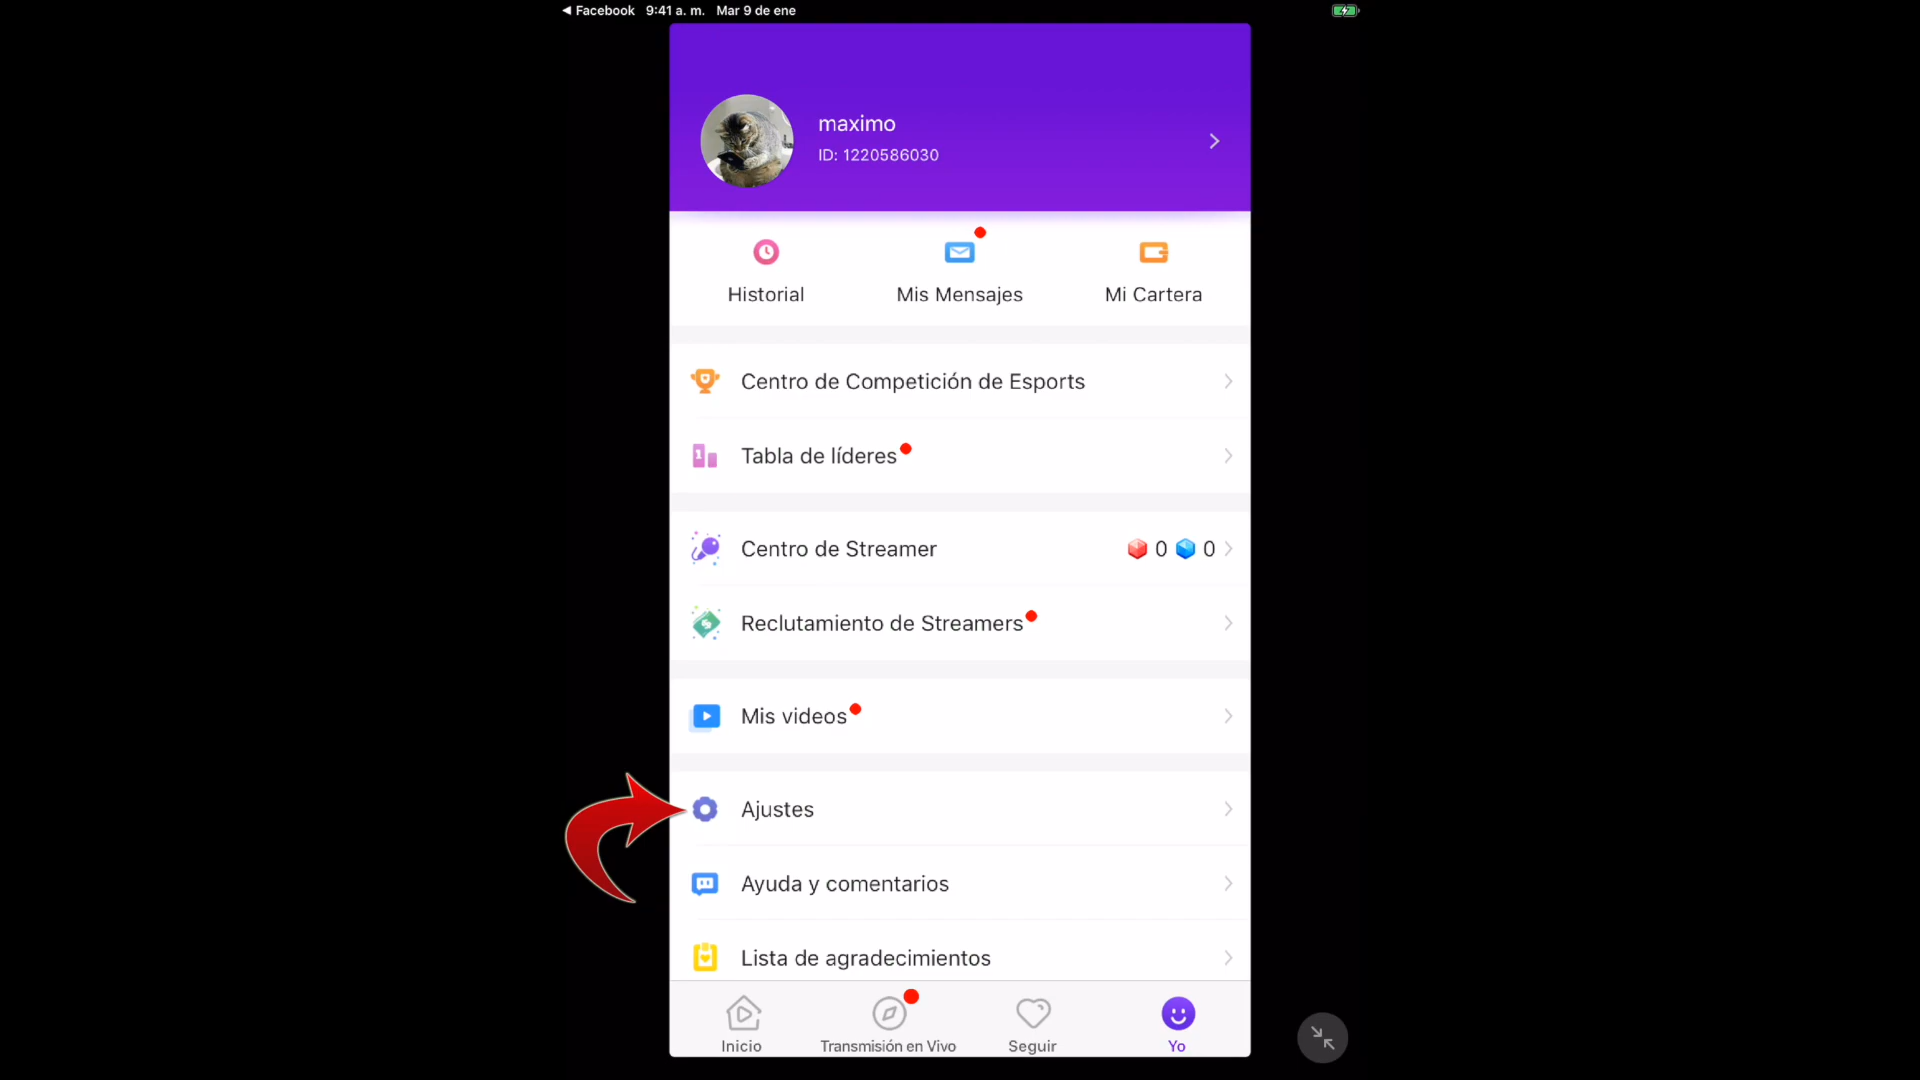 ◀ Facebook 9:41 a. m. Mar 9 de ene
maximo
ID: 1220586030
Historial
Mis Mensajes
Mi Cartera
Centro de Competición de Esports
1
Tabla de líderes
Centro de Streamer
0 0
Reclutamiento de Streamers
Mis videos
Ajustes
Ayuda y comentarios
Lista de agradecimientos
Inicio
Transmisión en Vivo
Seguir
Yo